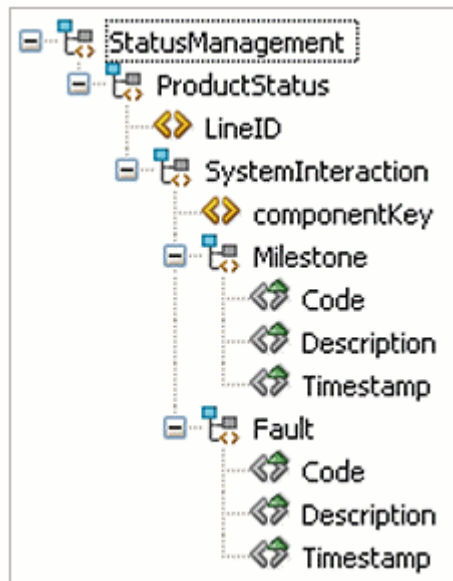 StatusManagement
ProductStatus
LineID
SystemInteraction
componentKey
Milestone
Code
Description
Timestamp
Fault
Code
Description
Timestamp